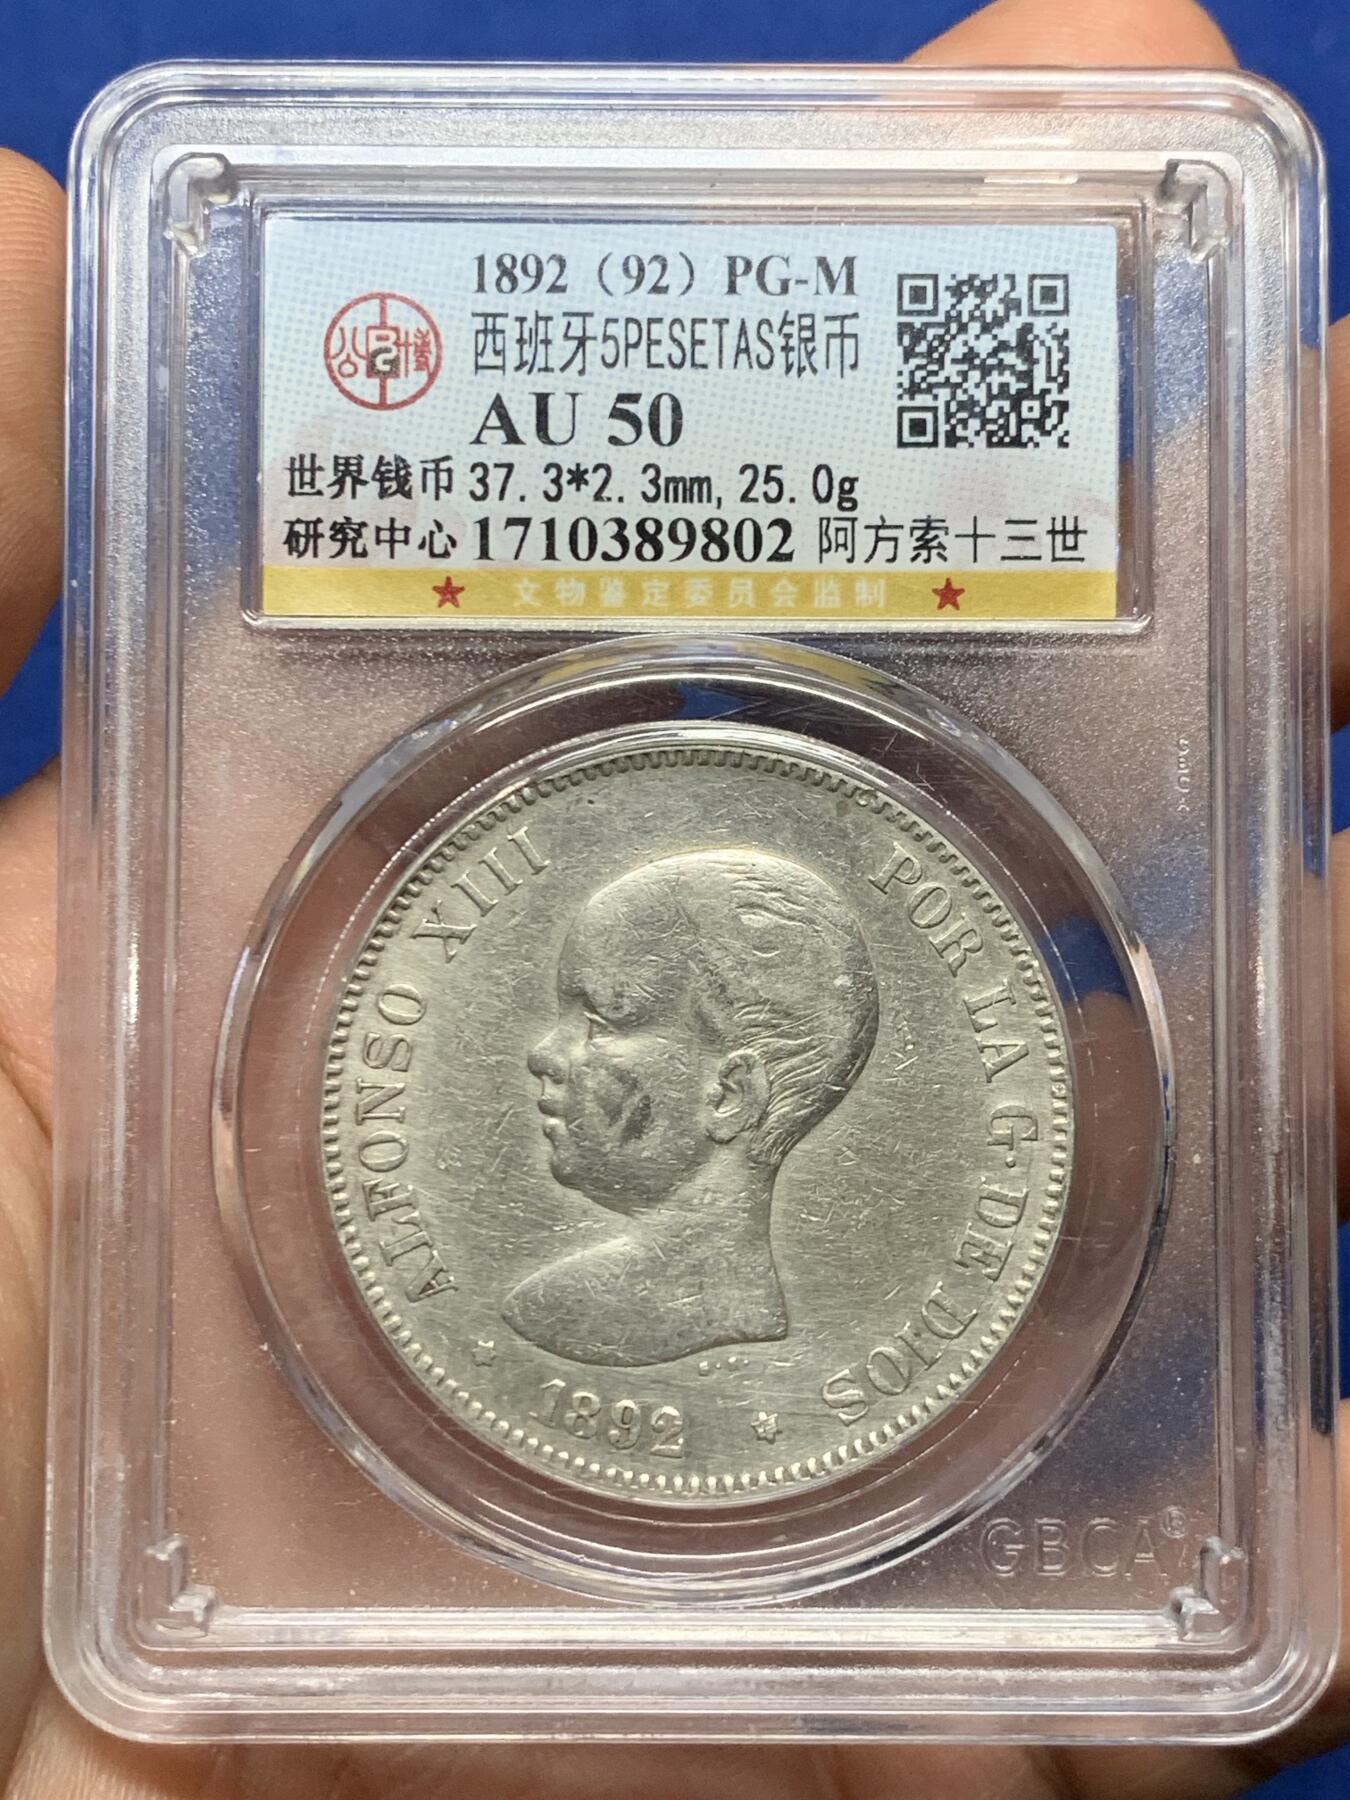 1892（92）PG-M
西班牙5PESETAS银币
AU 50
世界钱币 37.3*2.3mm, 25.0g
研究中心 1710389802 阿方索十三世
★ 文物鉴定委员会监制 ★
公博
ALFONSO XIII POR LA G· DE DIOS
1892
GBCA®